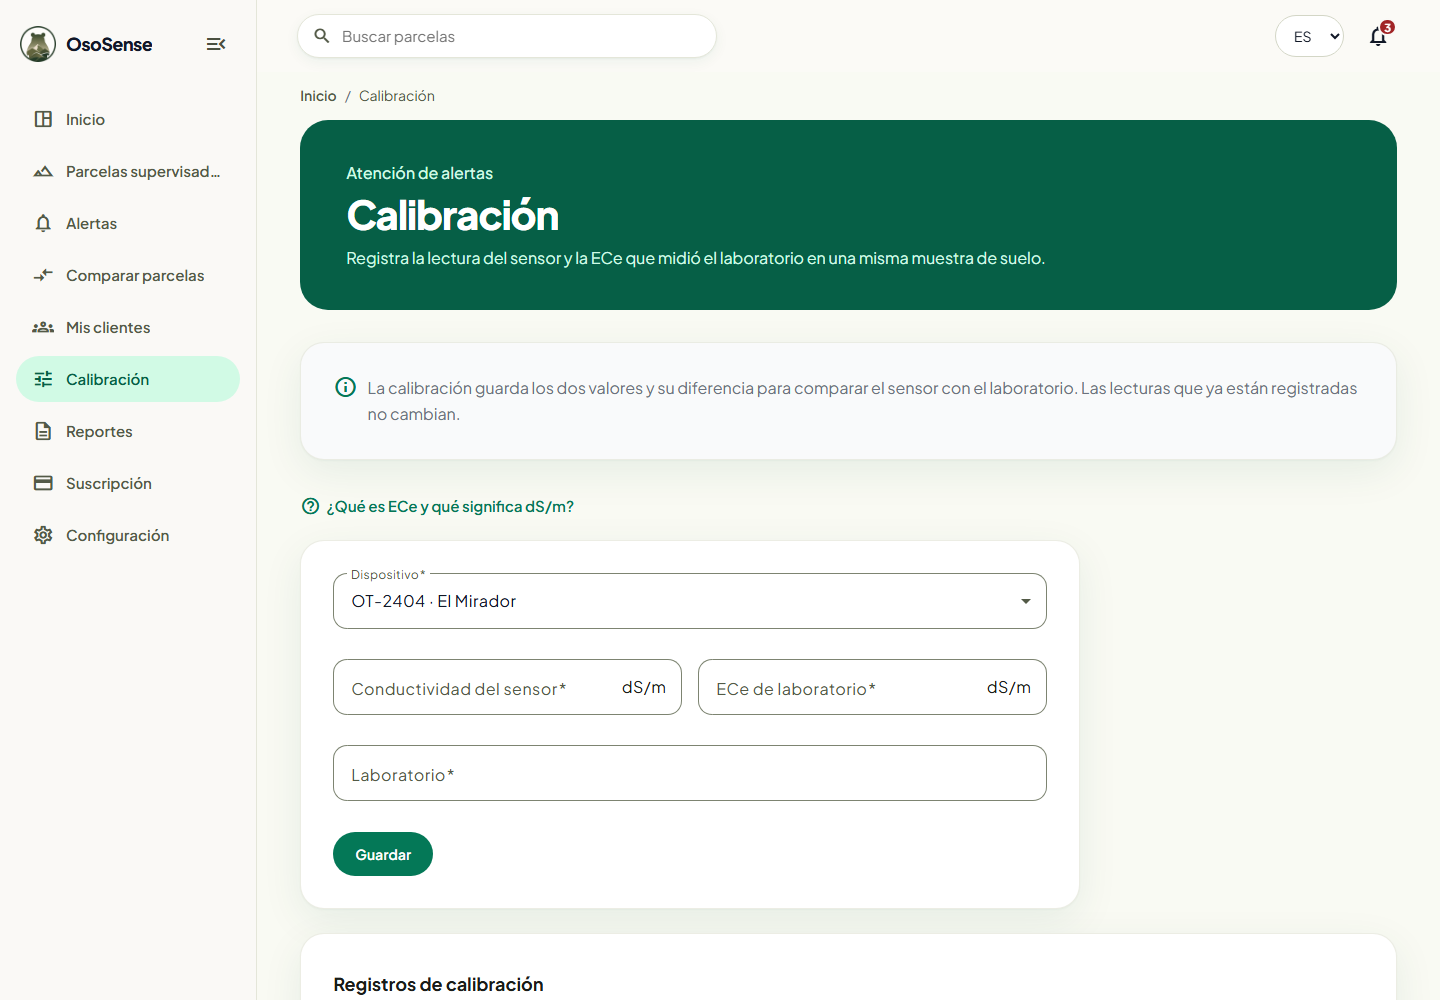 OsoSense
Buscar parcelas
ES
3
Inicio
Parcelas supervisad...
Alertas
Comparar parcelas
Mis clientes
Calibración
Reportes
Suscripción
Configuración
Inicio / Calibración
Atención de alertas
Calibración
Registra la lectura del sensor y la ECe que midió el laboratorio en una misma muestra de suelo.
La calibración guarda los dos valores y su diferencia para comparar el sensor con el laboratorio. Las lecturas que ya están registradas
no cambian.
¿Qué es ECe y qué significa dS/m?
Dispositivo*
OT-2404 · El Mirador
Conductividad del sensor* dS/m
ECe de laboratorio* dS/m
Laboratorio*
Guardar
Registros de calibración